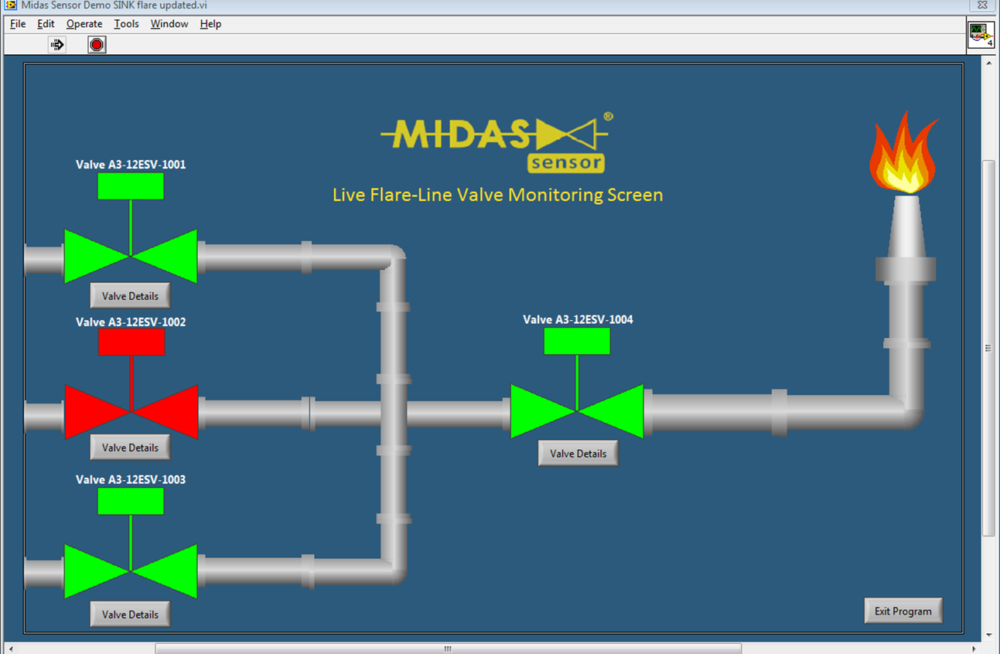 Midas Sensor Demo SINK flare updated.vi
File Edit Operate Tools Window Help
4
MIDAS®
sensor
Live Flare-Line Valve Monitoring Screen
Valve A3-12ESV-1001
Valve Details
Valve A3-12ESV-1002
Valve Details
Valve A3-12ESV-1004
Valve Details
Valve A3-12ESV-1003
Valve Details
Exit Program